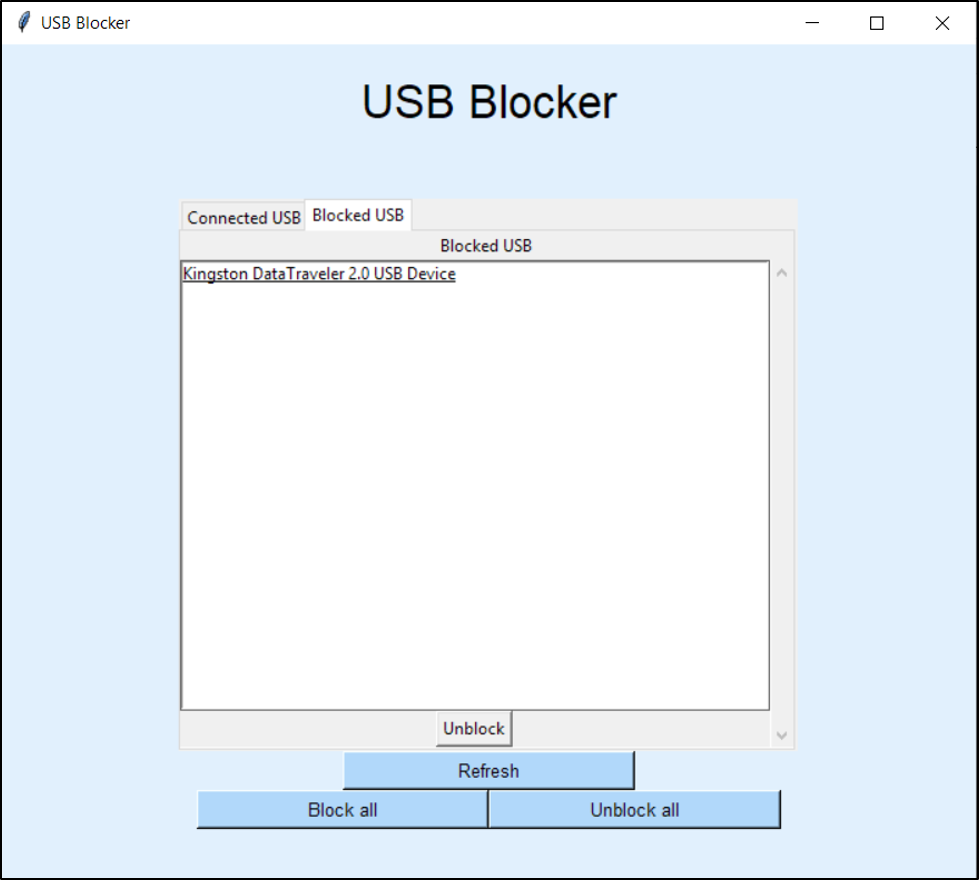 USB Blocker
USB Blocker
Connected USB Blocked USB
Blocked USB
Kingston DataTraveler 2.0 USB Device
Unblock
Refresh
Block all Unblock all